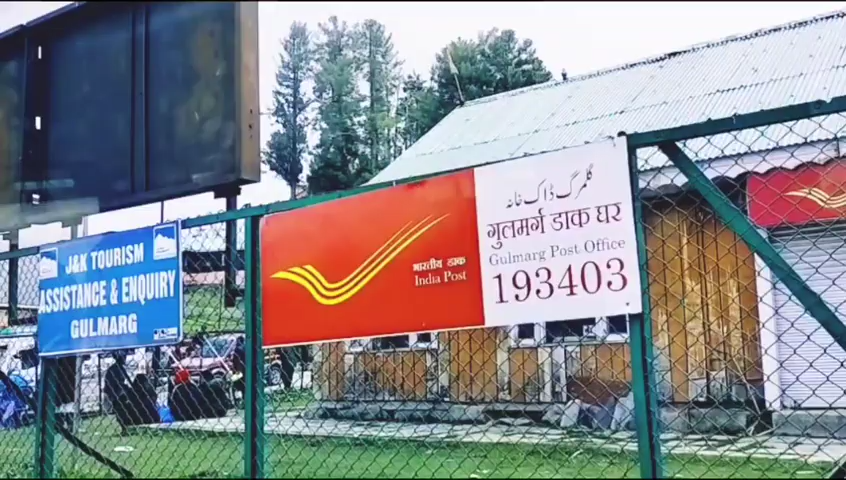 J&K TOURISM
ASSISTANCE & ENQUIRY
GULMARG
भारतीय डाक
India Post
گلمرگ ڈاک خانہ
गुलमर्ग डाक घर
Gulmarg Post Office
193403